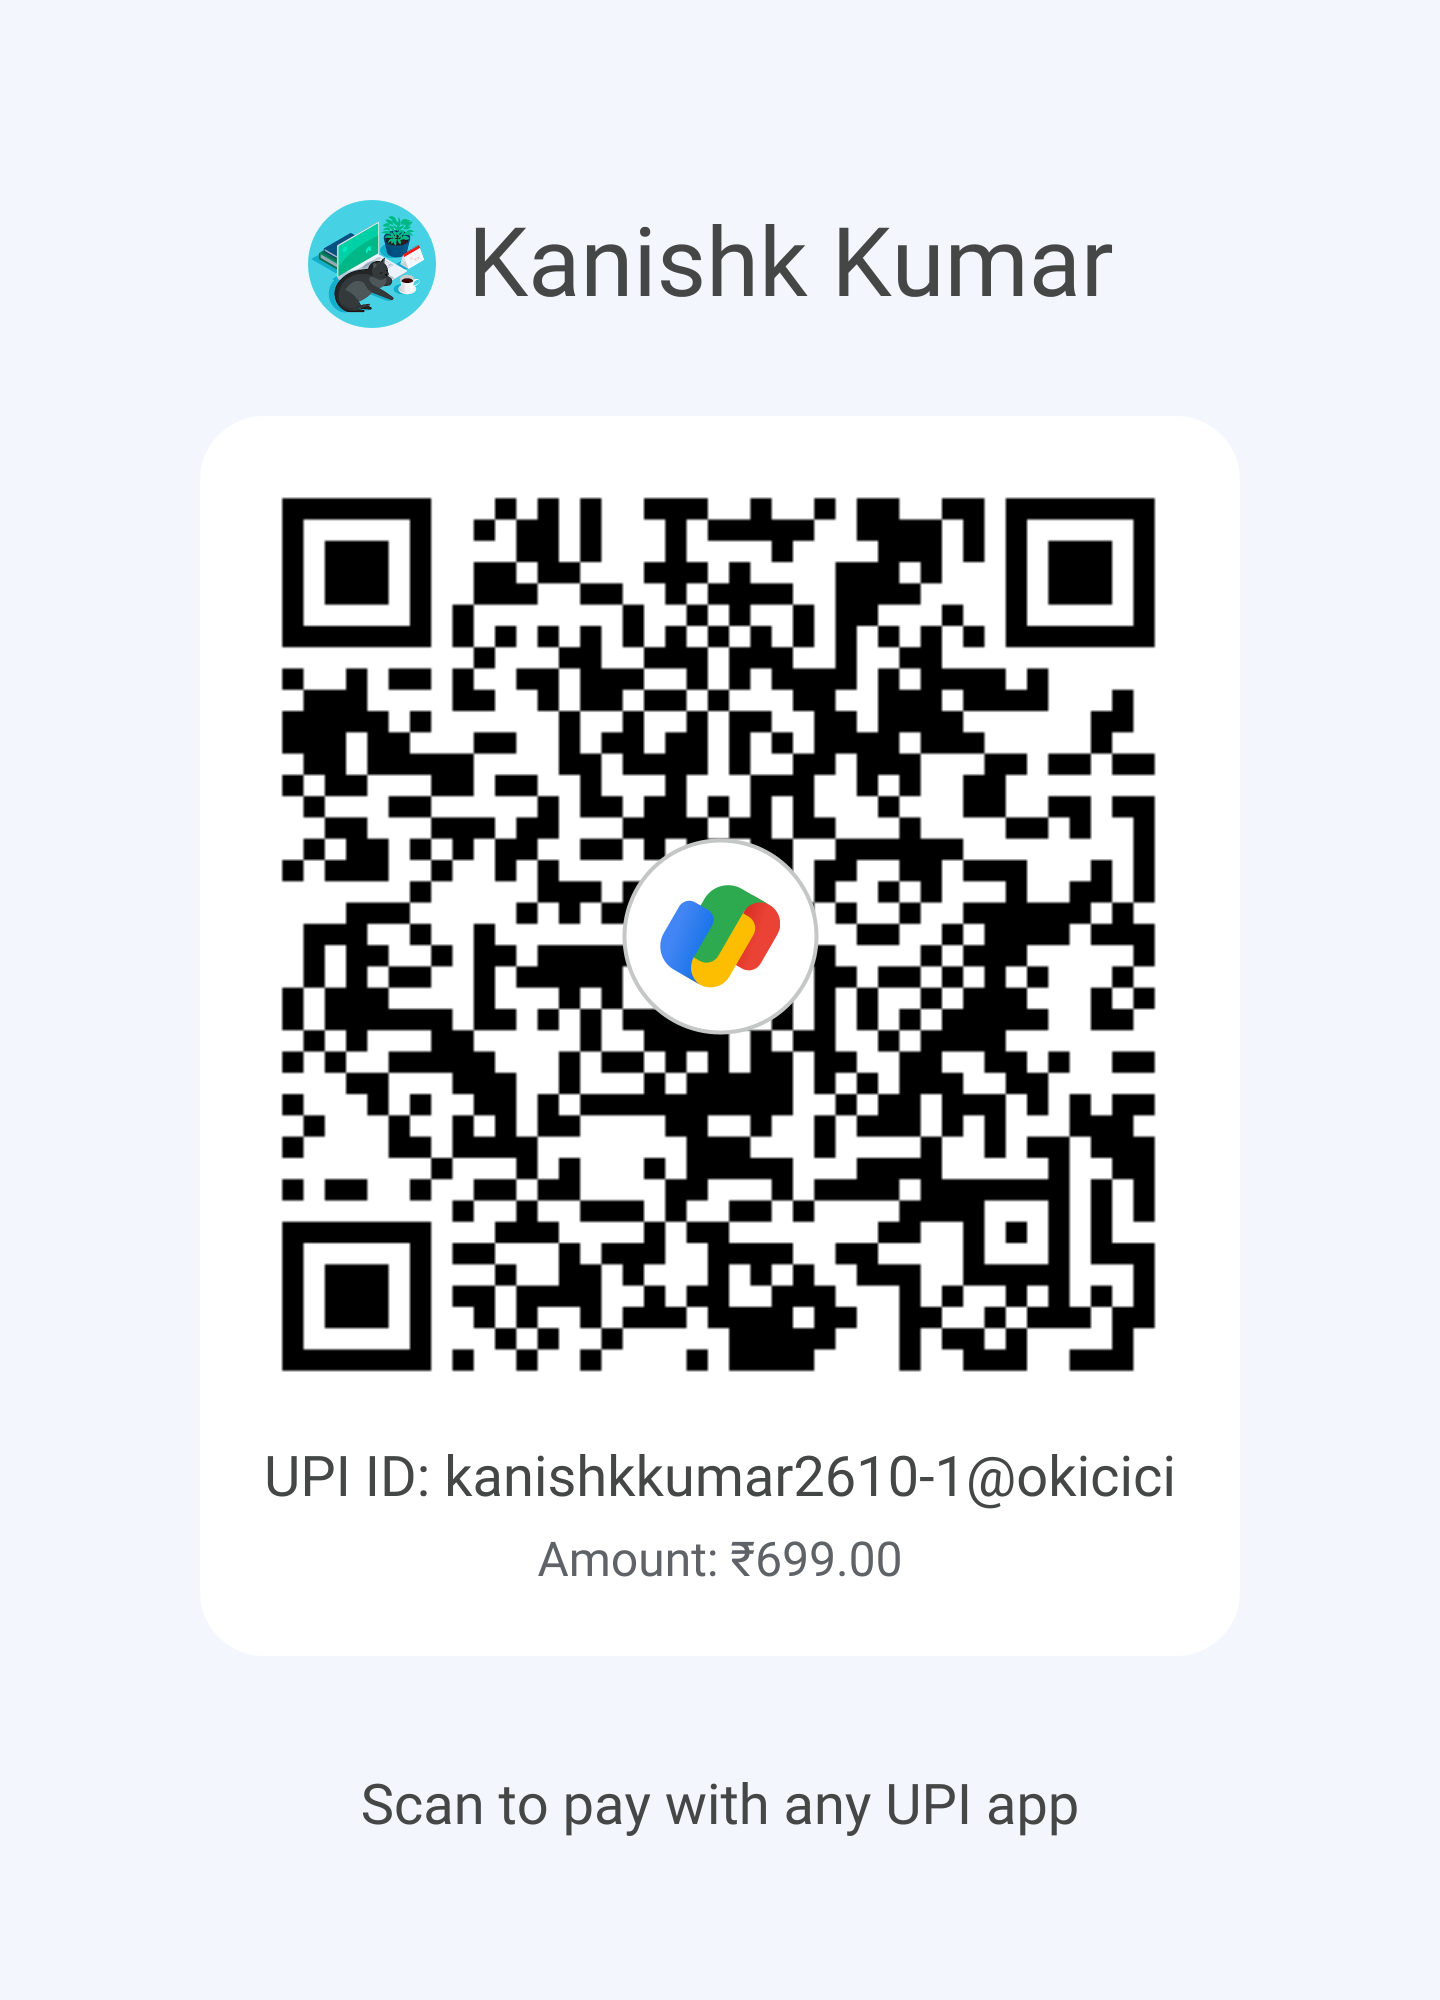 Kanishk Kumar
UPI ID: kanishkkumar2610-1@okicici
Amount: ₹699.00
Scan to pay with any UPI app